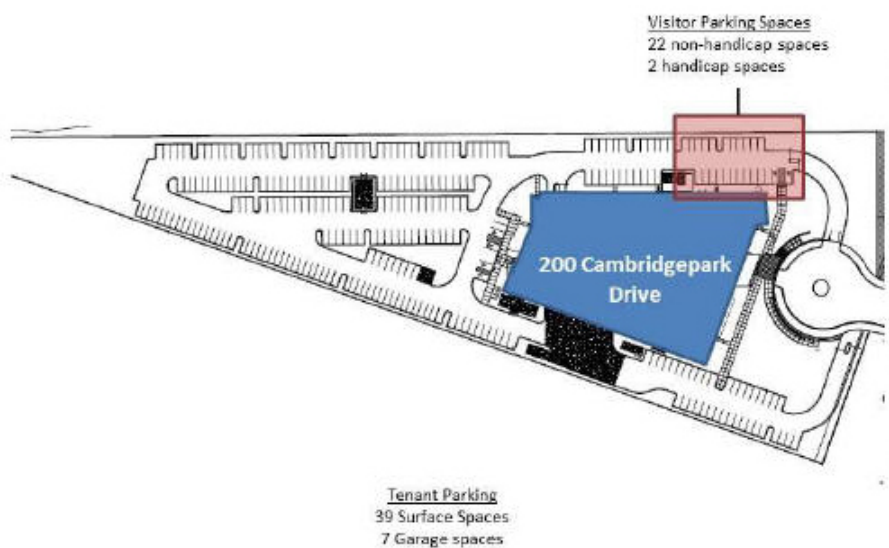 Visitor Parking Spaces
22 non-handicap spaces
2 handicap spaces
200 Cambridgepark
Drive
Tenant Parking
39 Surface Spaces
7 Garage spaces